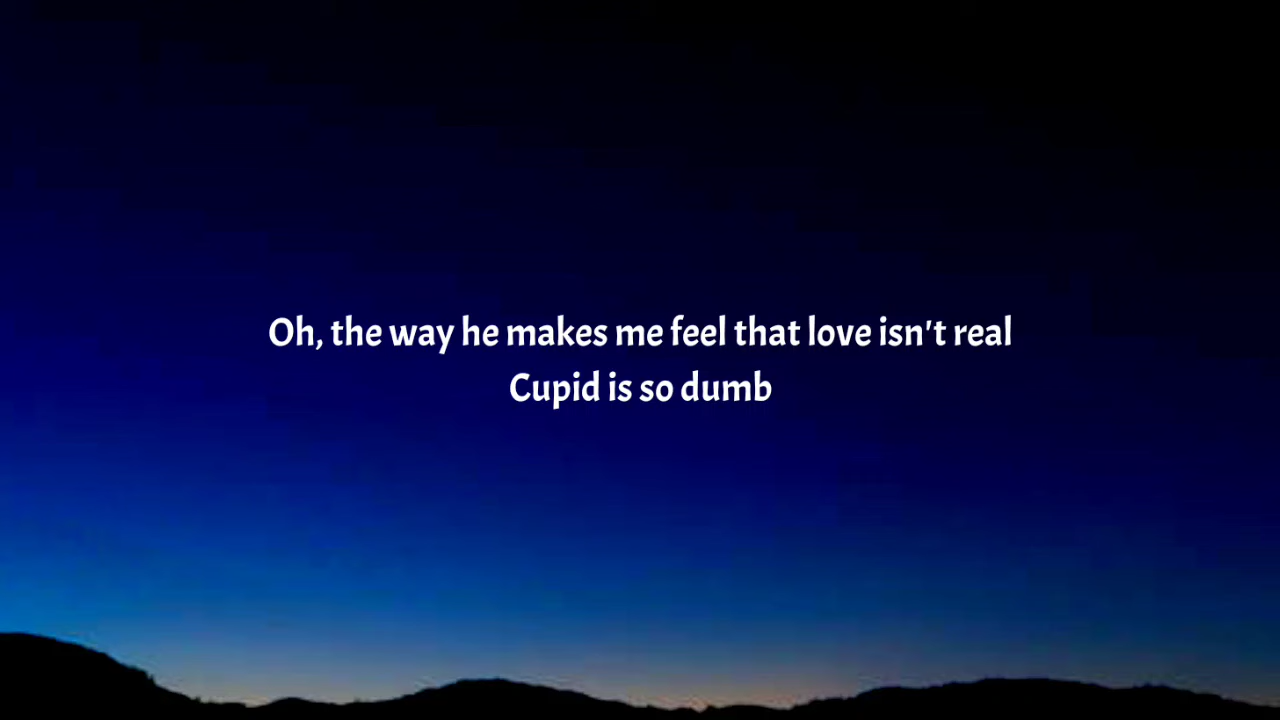 Oh, the way he makes me feel that love isn't real
Cupid is so dumb